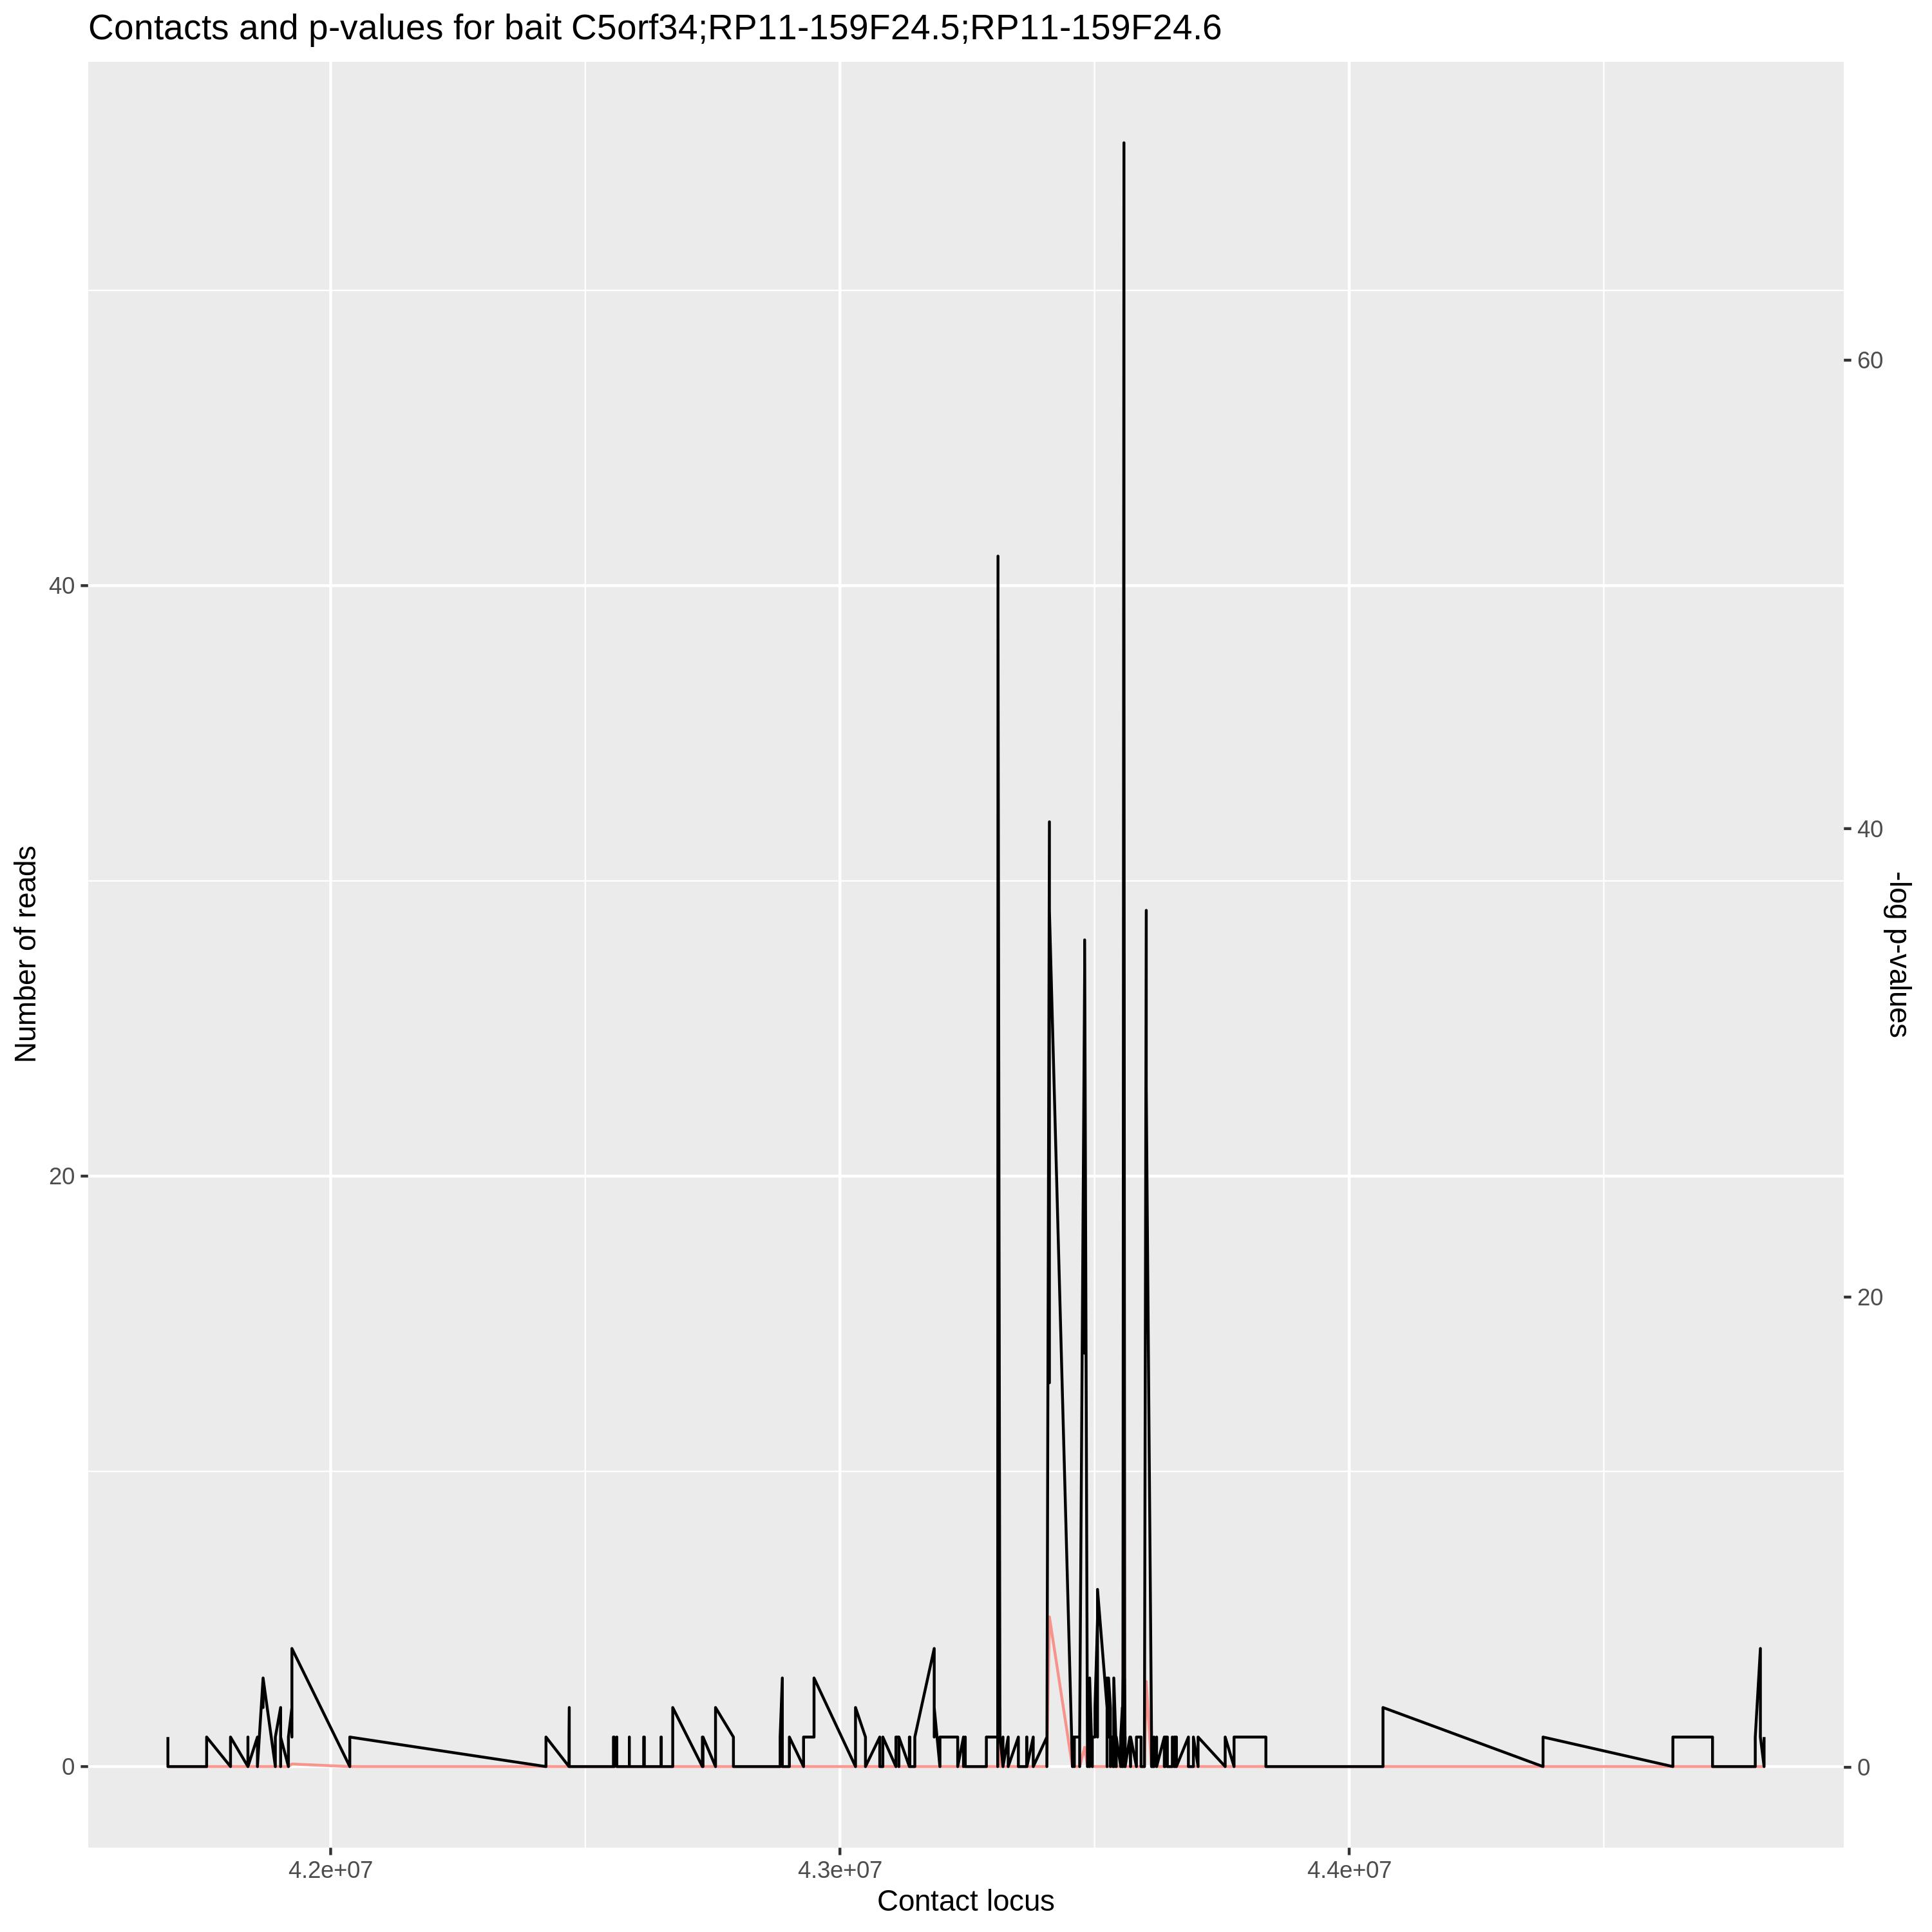 Contacts and p-values for bait C5orf34;RP11-159F24.5;RP11-159F24.6
Number of reads
40
20
0
60
40
20
0
-log p-values
4.2e+07
4.3e+07
4.4e+07
Contact locus